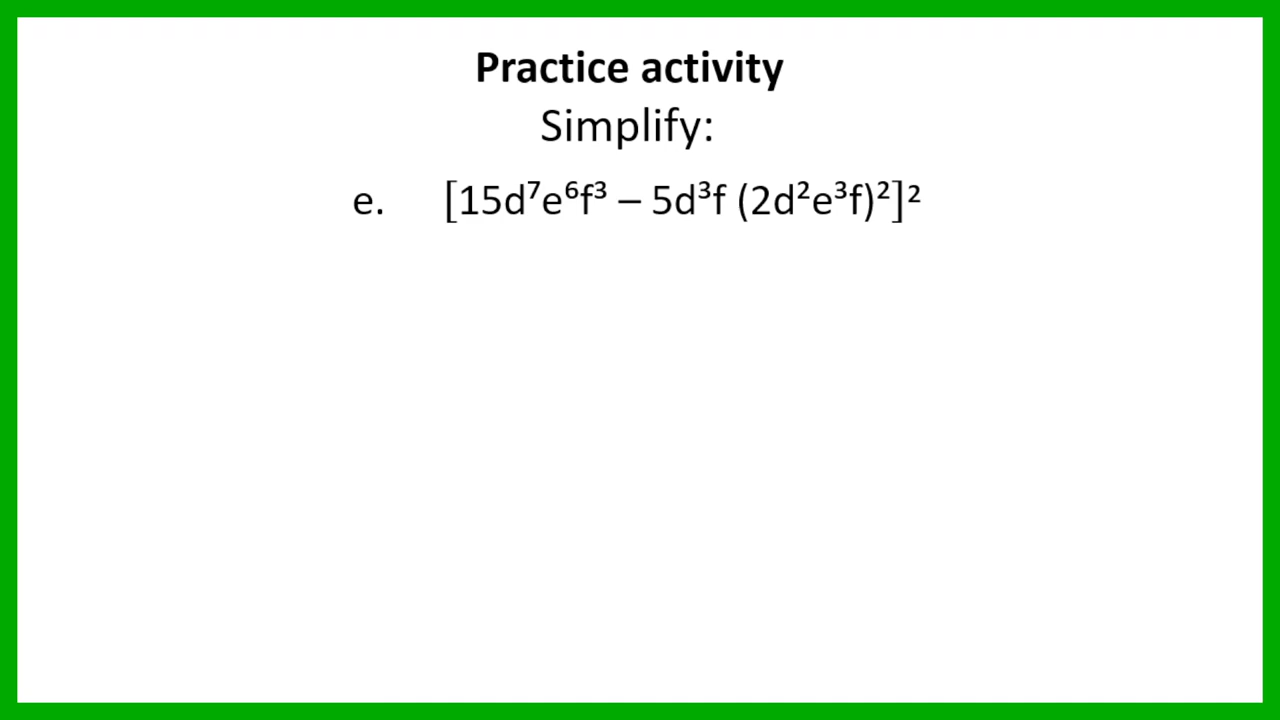 Practice activity
Simplify:
e. [15d⁷e⁶f³ – 5d³f (2d²e³f)²]²